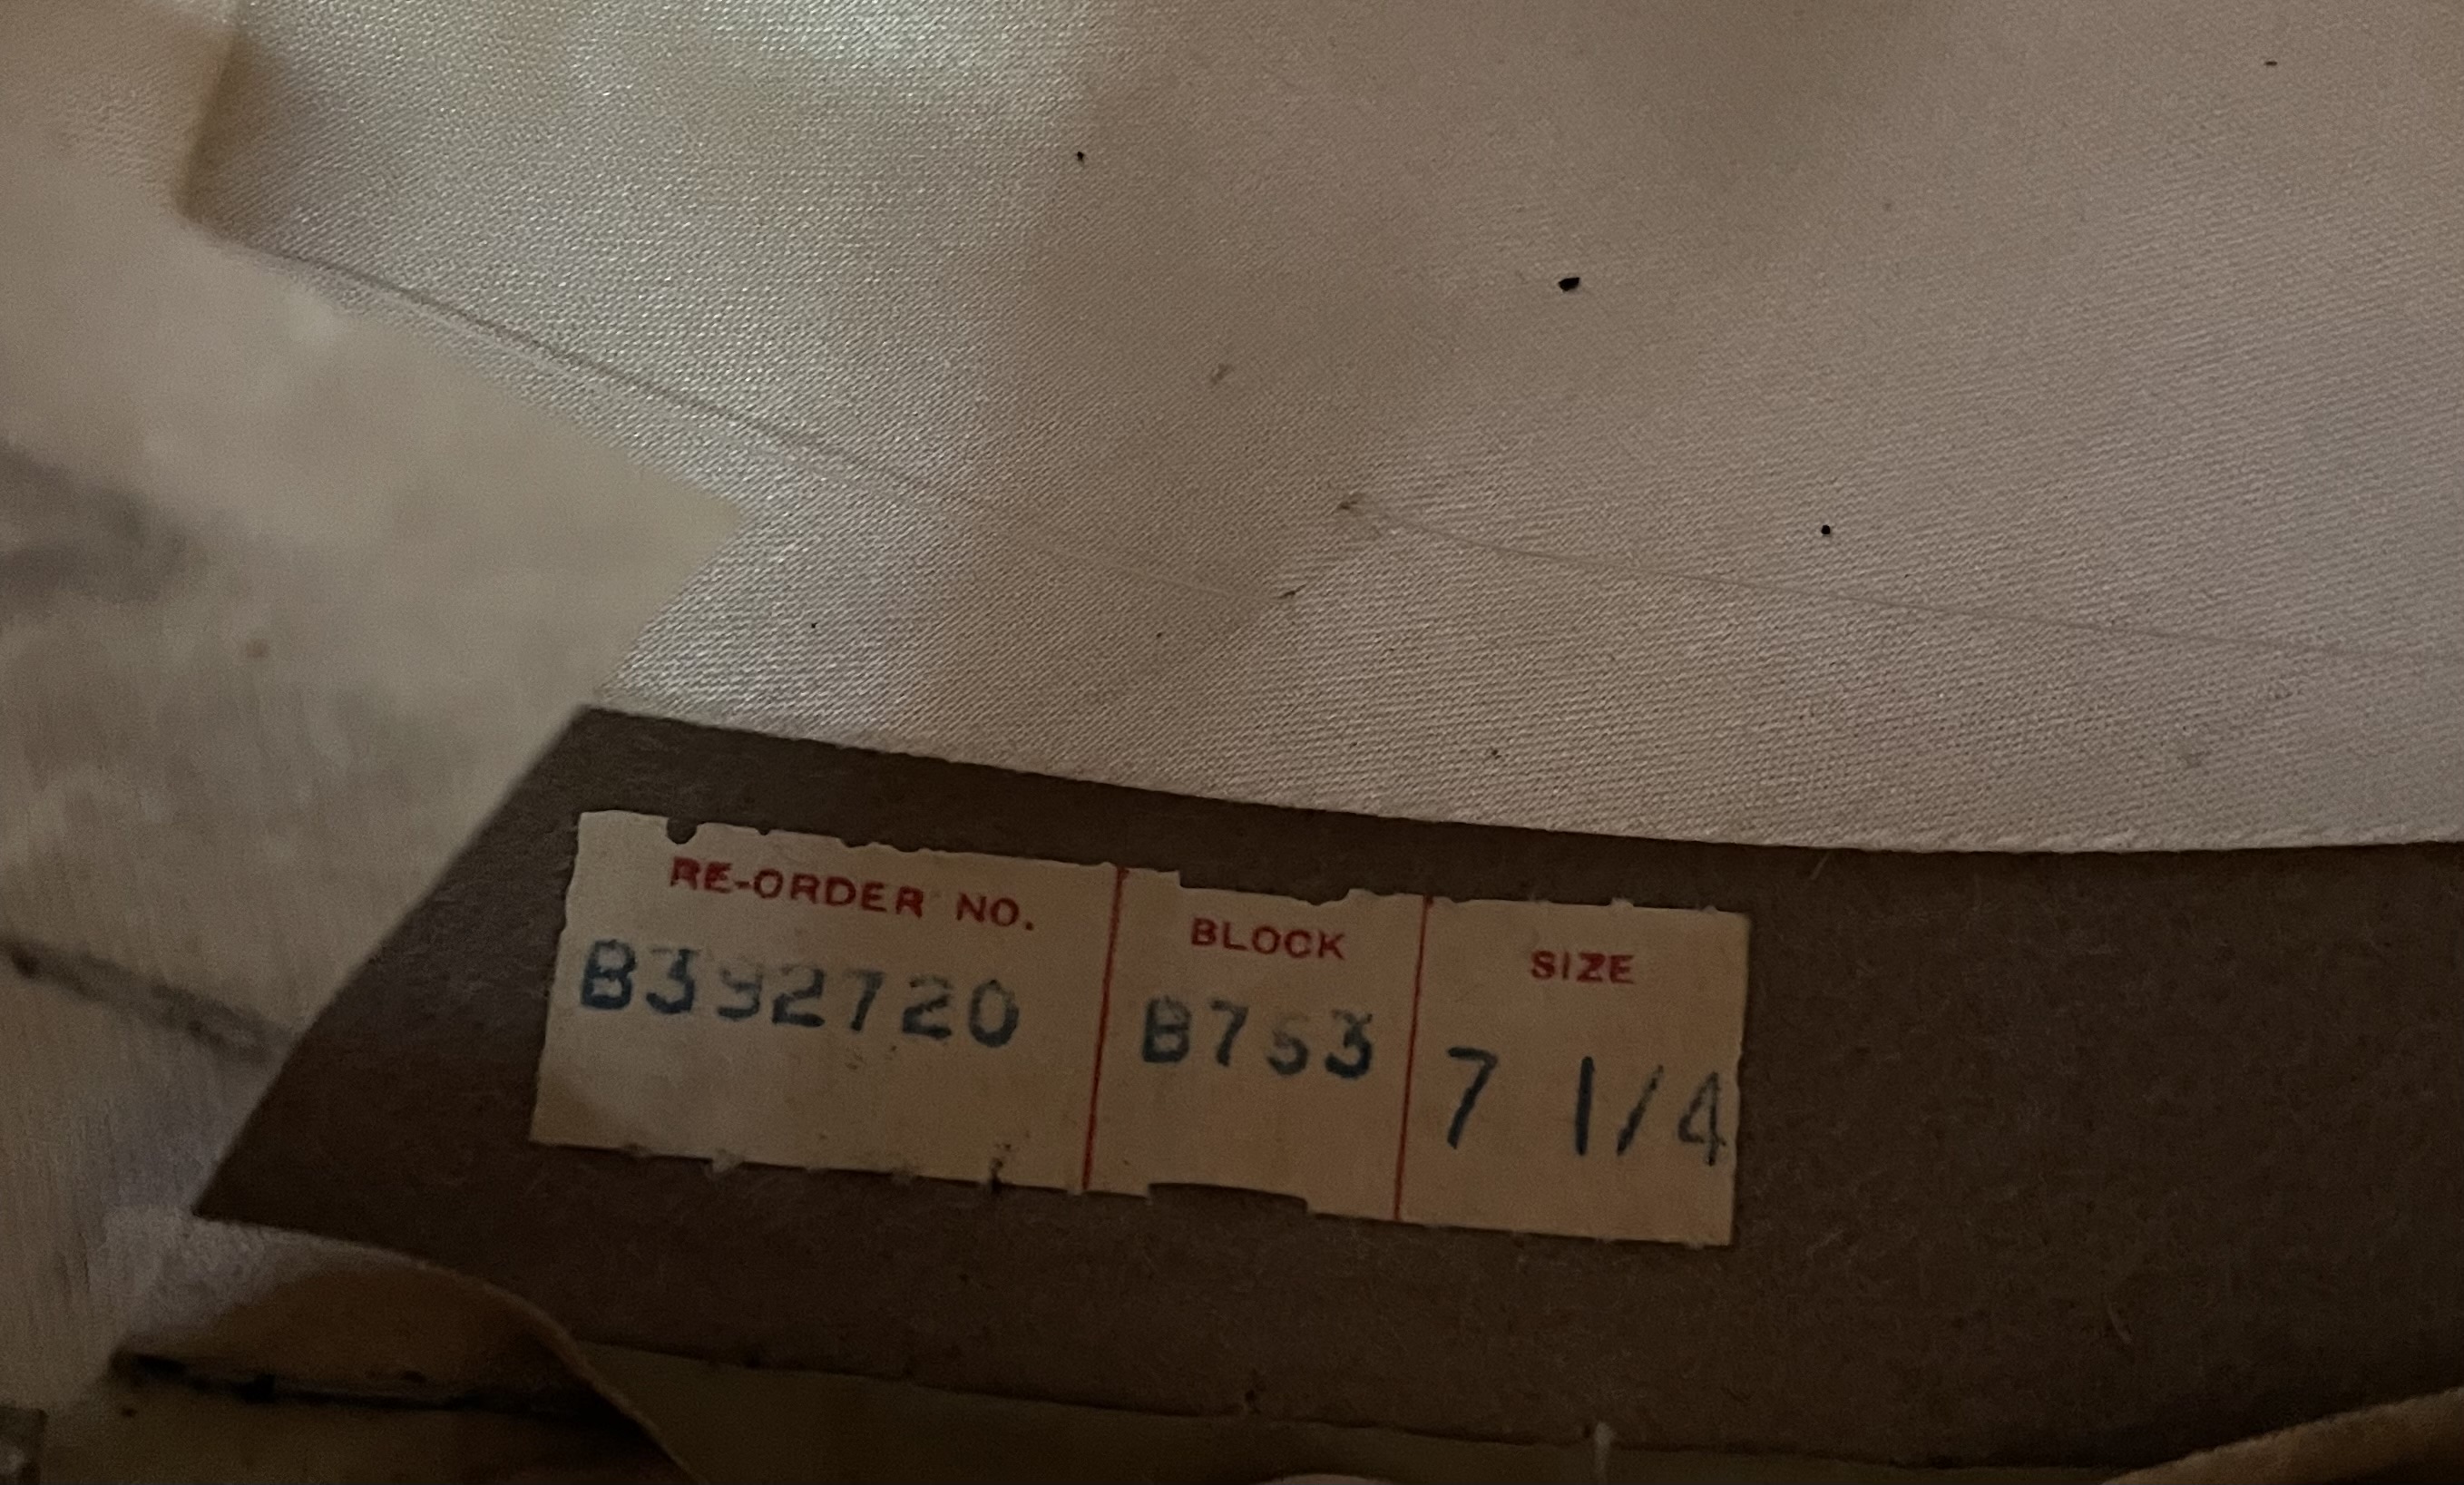 RE-ORDER NO. BLOCK SIZE
B392720 B753 7 1/4